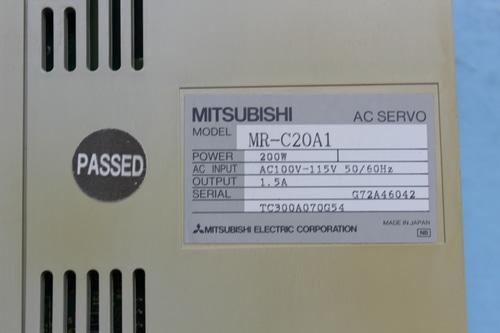 MITSUBISHI AC SERVO
MODEL MR-C20A1
POWER 200W
AC INPUT AC100V-115V 50/60Hz
OUTPUT 1.5A
SERIAL G72A46042
TC300A070G54
MITSUBISHI ELECTRIC CORPORATION
MADE IN JAPAN
NB
PASSED